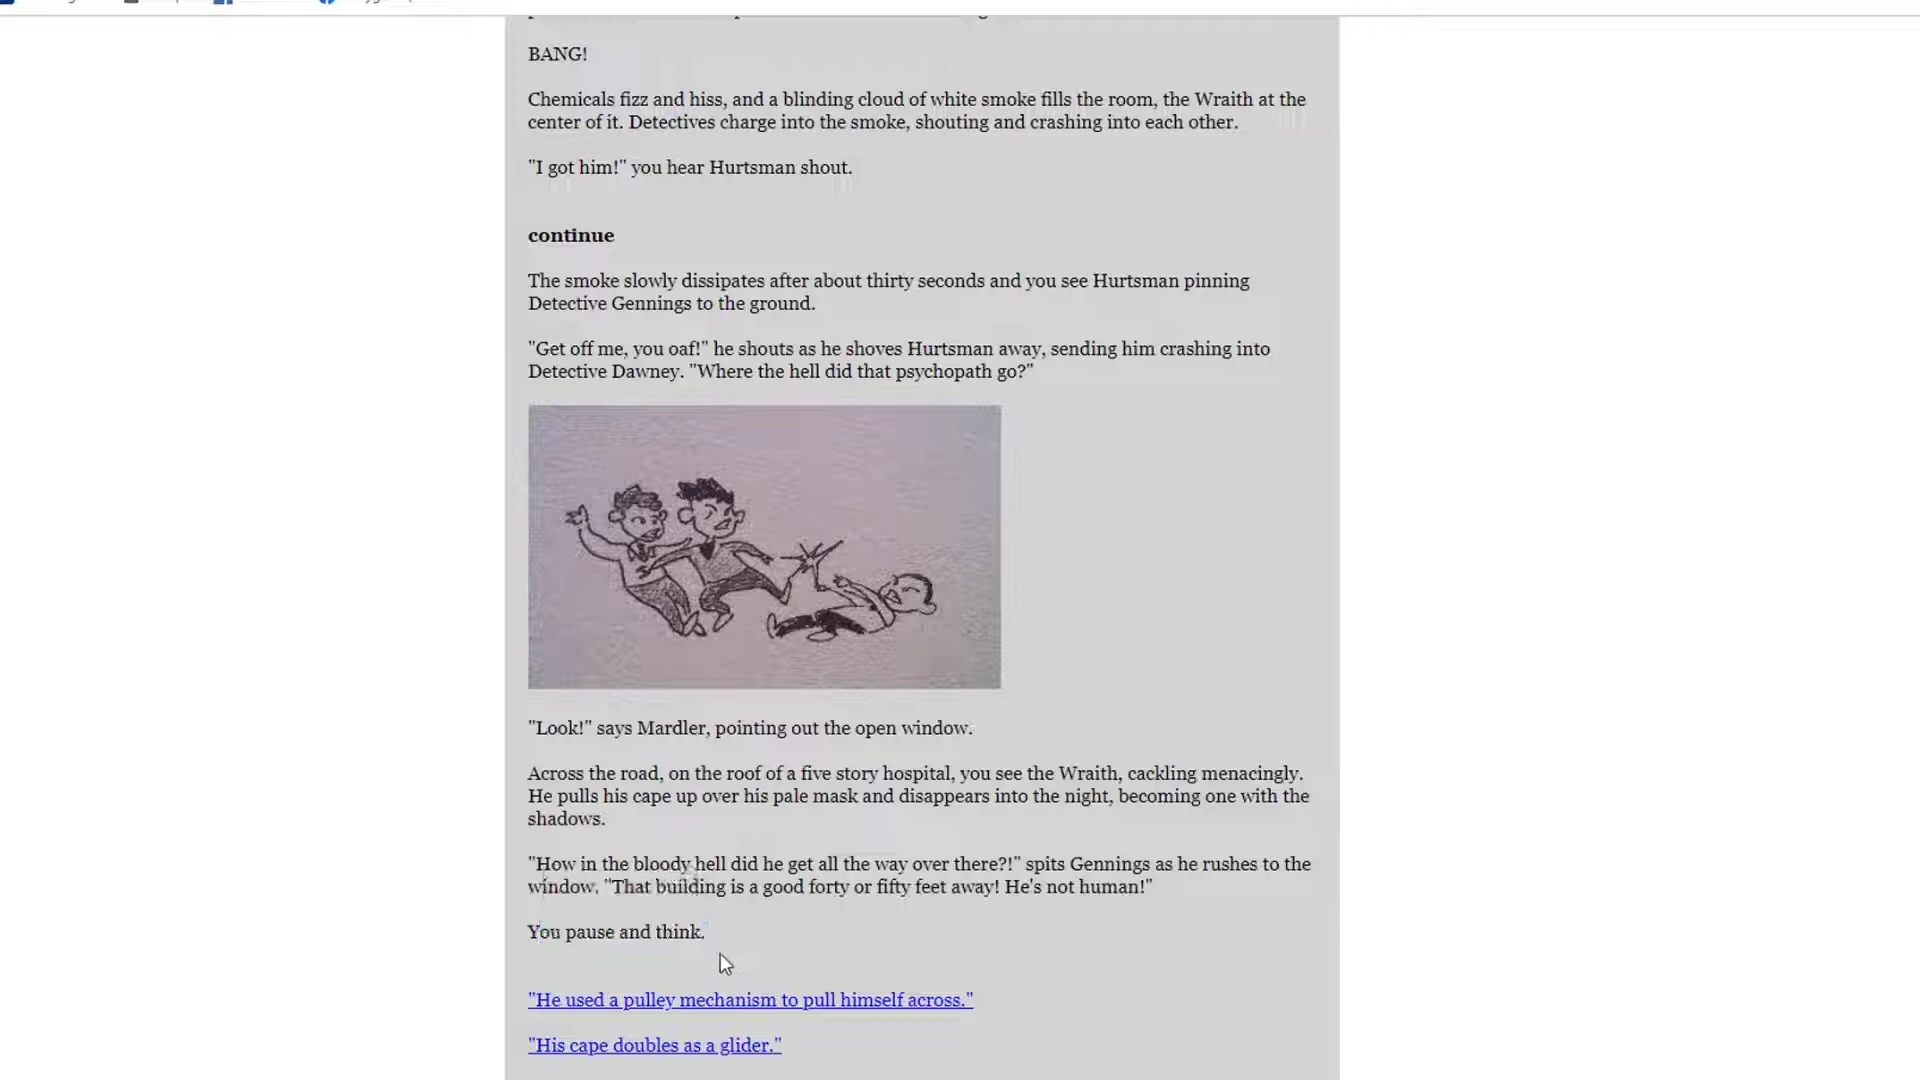 BANG!
Chemicals fizz and hiss, and a blinding cloud of white smoke fills the room, the Wraith at the
center of it. Detectives charge into the smoke, shouting and crashing into each other.
"I got him!" you hear Hurtsman shout.
continue
The smoke slowly dissipates after about thirty seconds and you see Hurtsman pinning
Detective Gennings to the ground.
"Get off me, you oaf!" he shouts as he shoves Hurtsman away, sending him crashing into
Detective Dawney. "Where the hell did that psychopath go?"
"Look!" says Mardler, pointing out the open window.
Across the road, on the roof of a five story hospital, you see the Wraith, cackling menacingly.
He pulls his cape up over his pale mask and disappears into the night, becoming one with the
shadows.
"How in the bloody hell did he get all the way over there?!" spits Gennings as he rushes to the
window. "That building is a good forty or fifty feet away! He's not human!"
You pause and think.
"He used a pulley mechanism to pull himself across."
"His cape doubles as a glider."